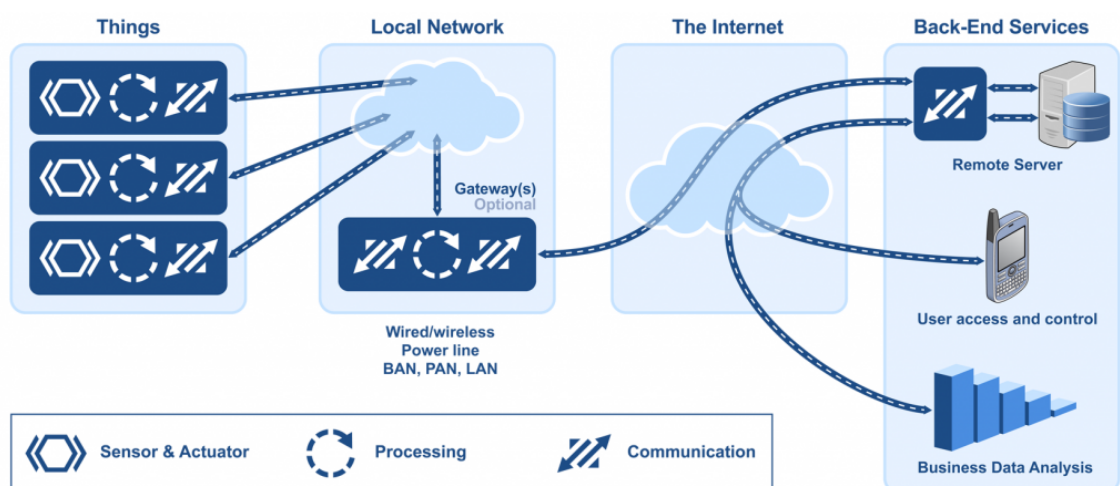 Things
Local Network
The Internet
Back-End Services
Gateway(s)
Optional
Wired/wireless
Power line
BAN, PAN, LAN
Remote Server
User access and control
Business Data Analysis
Sensor & Actuator
Processing
Communication